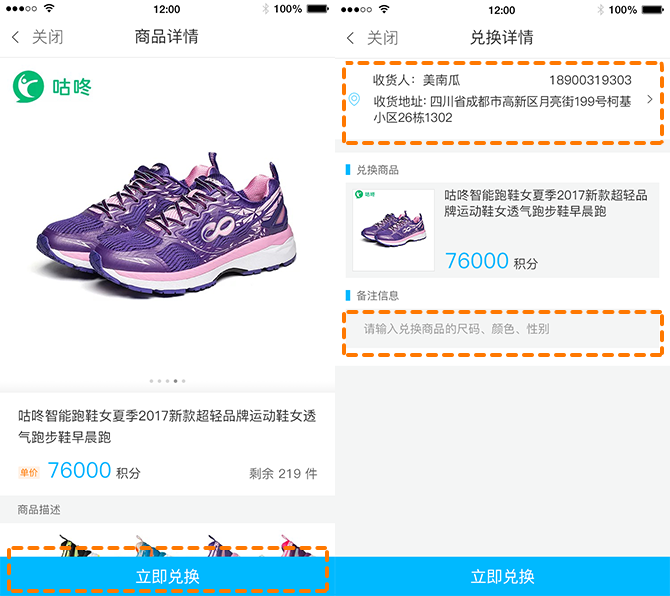 12:00
100%
关闭
商品详情
咕咚
咕咚智能跑鞋女夏季2017新款超轻品牌运动鞋女透
气跑步鞋早晨跑
单价 76000 积分
剩余 219 件
商品描述
立即兑换
12:00
100%
关闭
兑换详情
收货人：美南瓜
18900319303
收货地址: 四川省成都市高新区月亮街199号柯基
小区26栋1302
兑换商品
咕咚
咕咚智能跑鞋女夏季2017新款超轻品
牌运动鞋女透气跑步鞋早晨跑
76000 积分
备注信息
请输入兑换商品的尺码、颜色、性别
立即兑换